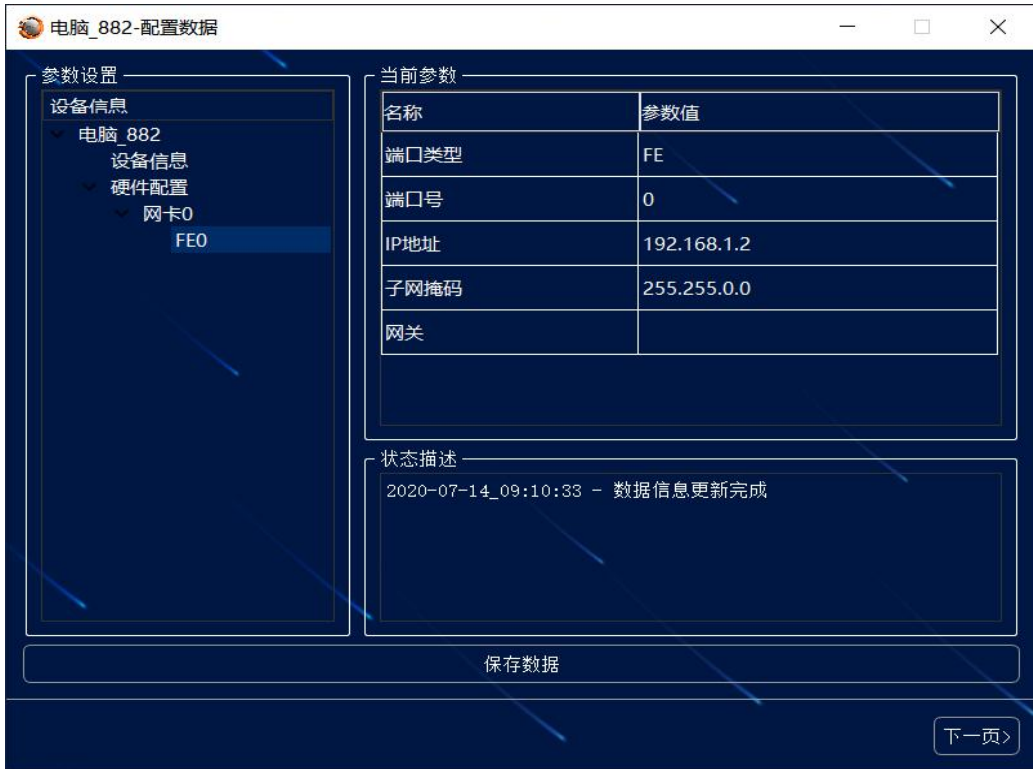 电脑_882-配置数据
参数设置
设备信息
电脑_882
设备信息
硬件配置
网卡0
FE0
当前参数
名称 参数值
端口类型 FE
端口号 0
IP地址 192.168.1.2
子网掩码 255.255.0.0
网关
状态描述
2020-07-14_09:10:33 - 数据信息更新完成
保存数据
下一页>